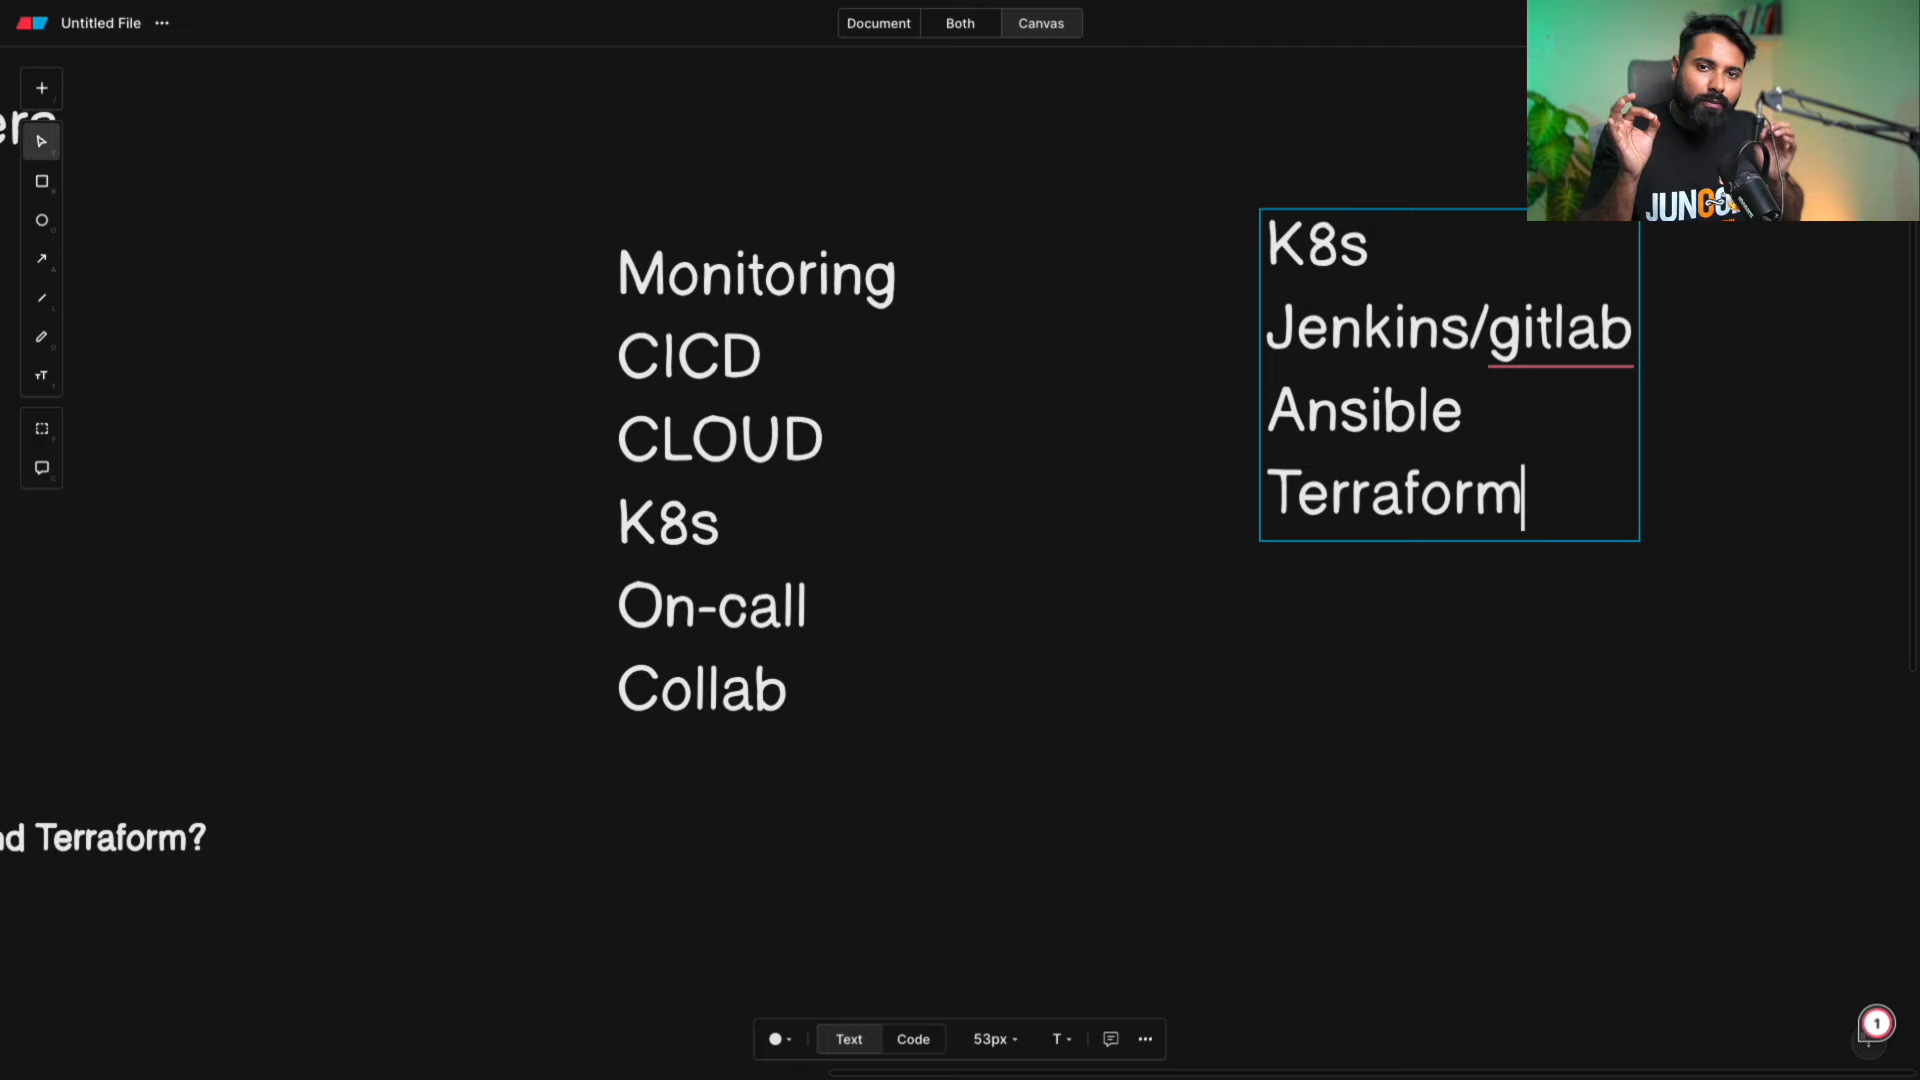 Untitled File
Document Both Canvas
Monitoring
CICD
CLOUD
K8s
On-call
Collab
K8s
Jenkins/gitlab
Ansible
Terraform
Terraform?
Text Code 53px T
1